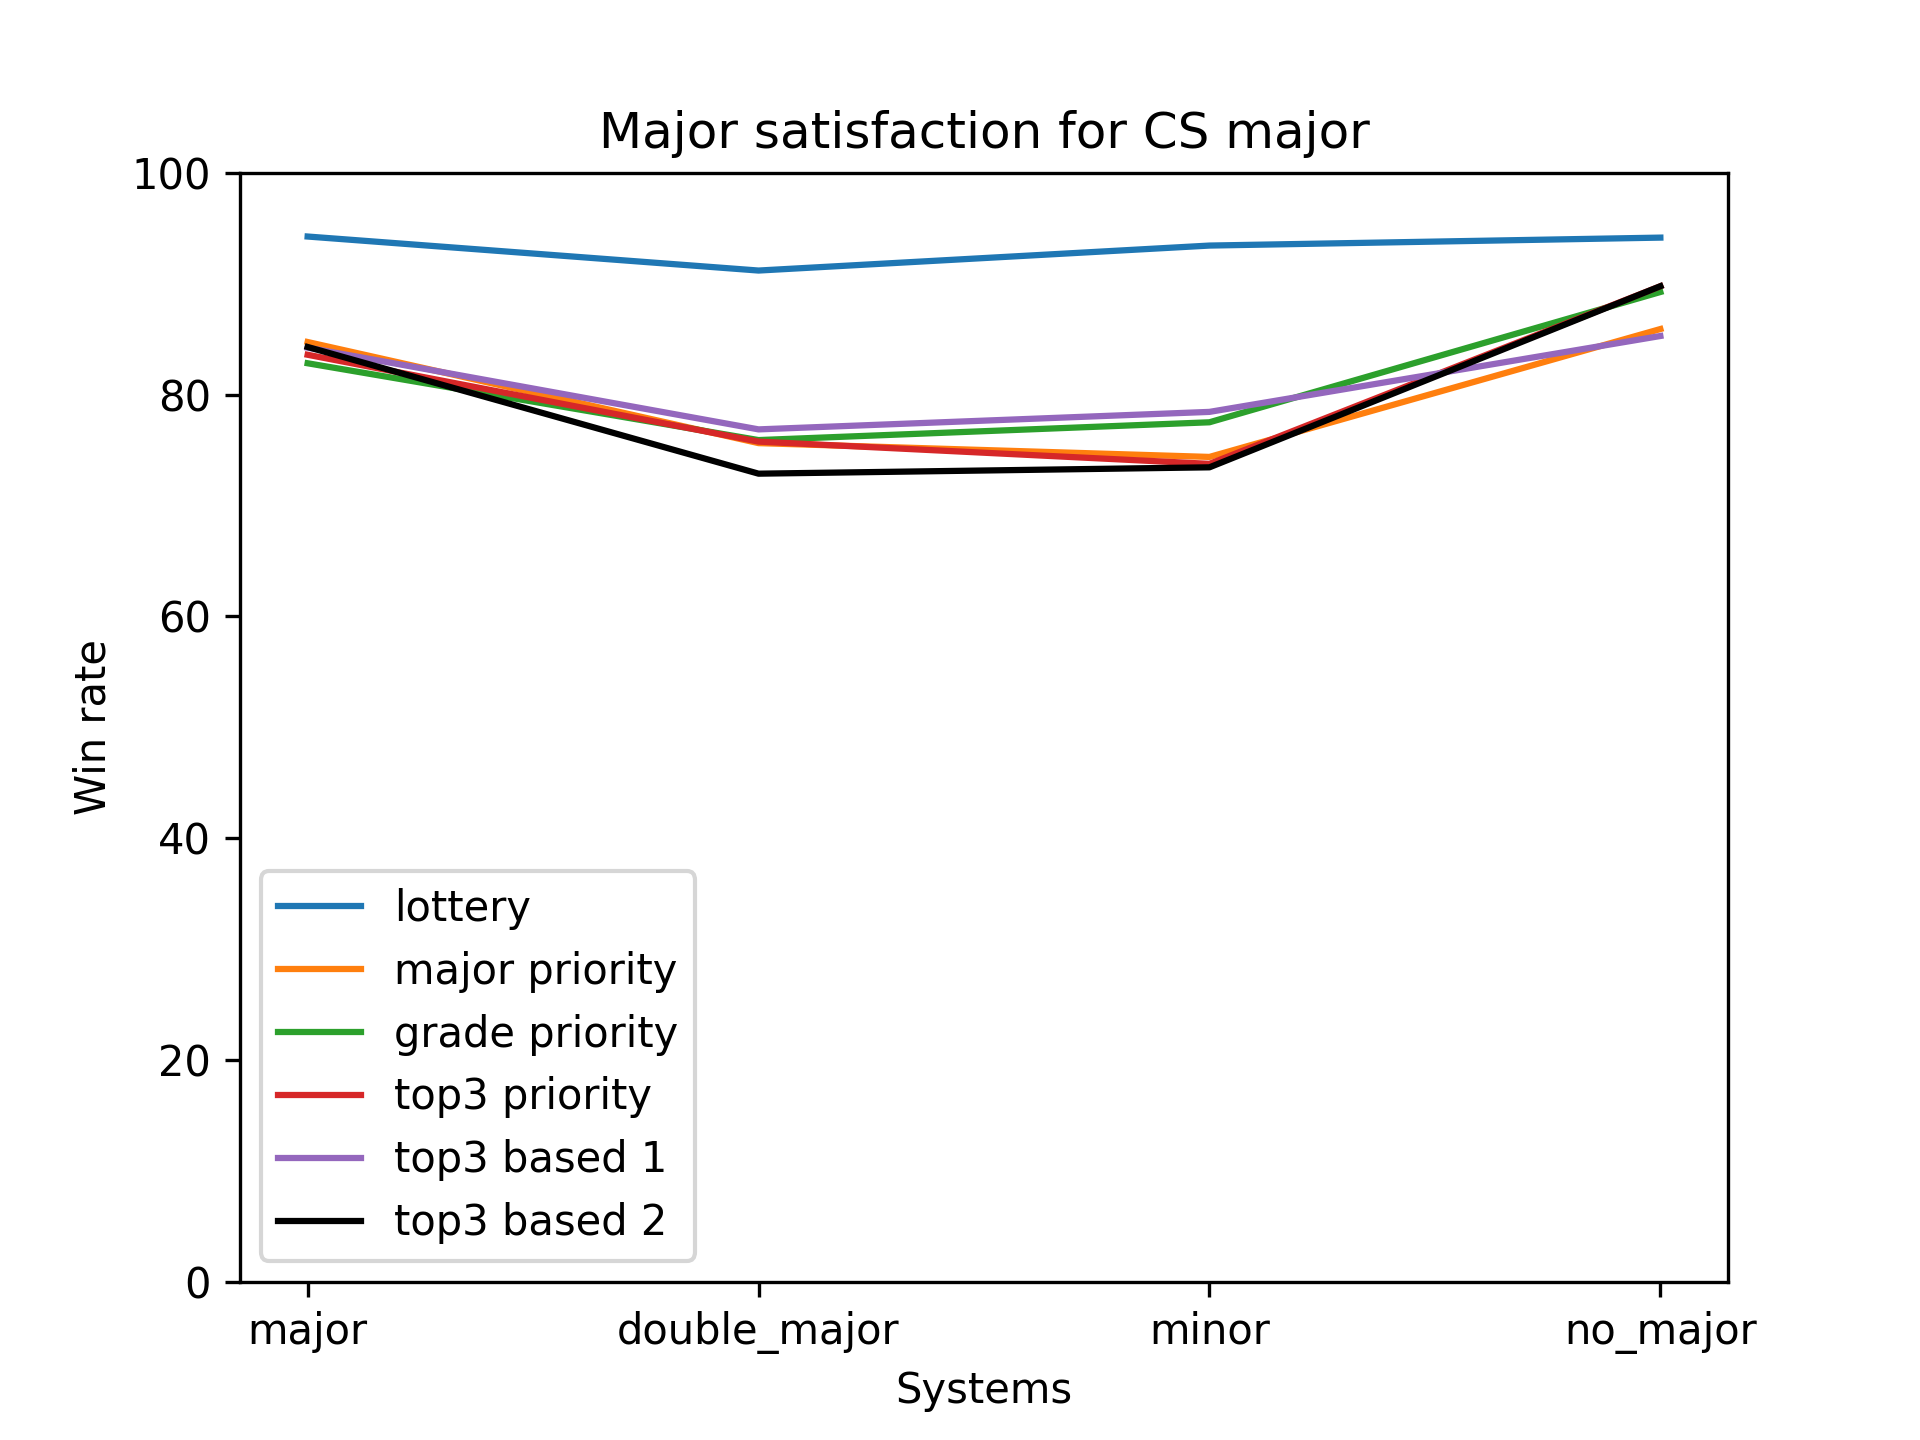 Major satisfaction for CS major
100
80
60
40
20
0
Win rate
lottery
major priority
grade priority
top3 priority
top3 based 1
top3 based 2
major double_major minor no_major
Systems